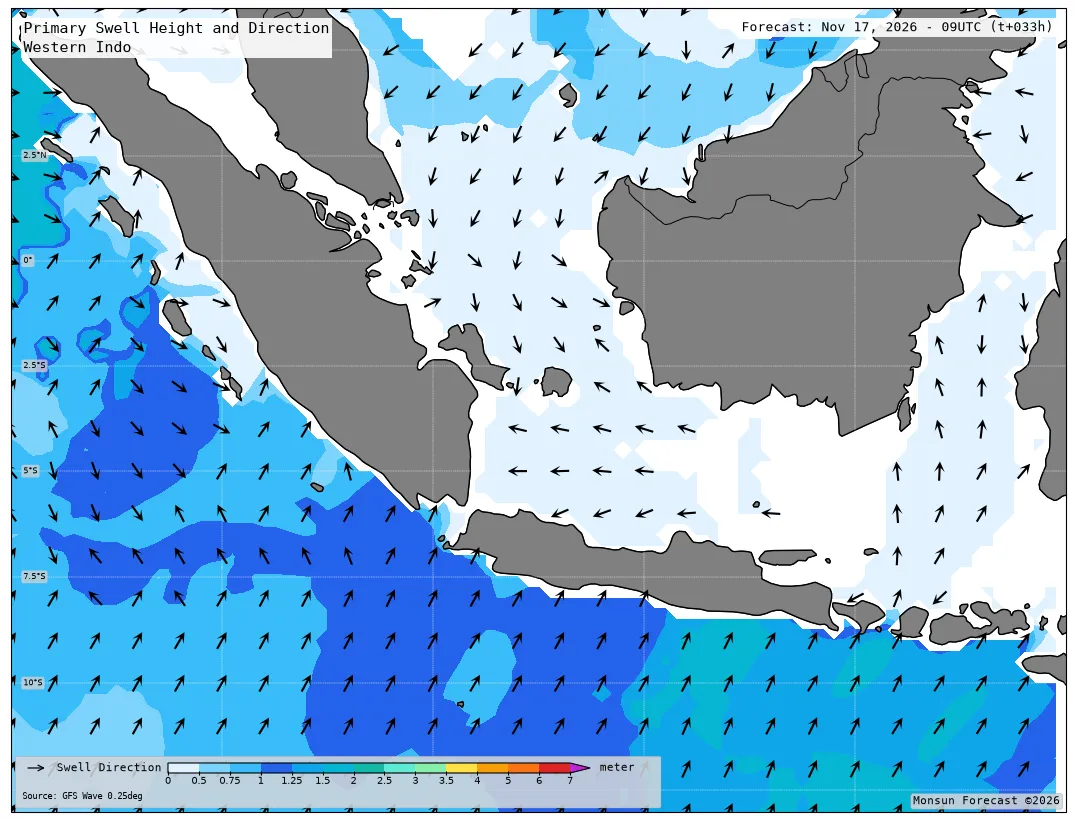 Primary Swell Height and Direction
Western Indo
Forecast: Nov 17, 2026 - 09UTC (t+033h)
2.5°N
0°
2.5°S
5°S
7.5°S
10°S
Swell Direction
0 0.5 0.75 1 1.25 1.5 2 2.5 3 3.5 4 5 6 7
meter
Source: GFS Wave 0.25deg
Monsun Forecast ©2026